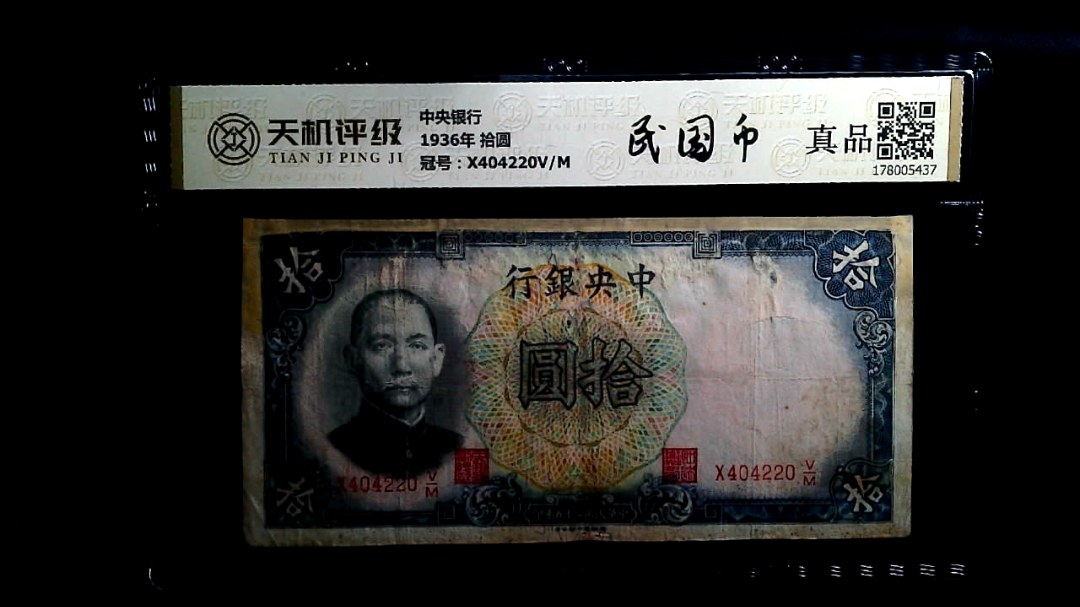 天机评级
TIAN JI PING JI
中央银行
1936年 拾圆
冠号：X404220V/M
民国币
真品
178005437
拾
拾
行銀央中
圓拾
X404220 V/M
X404220 V/M
拾
拾